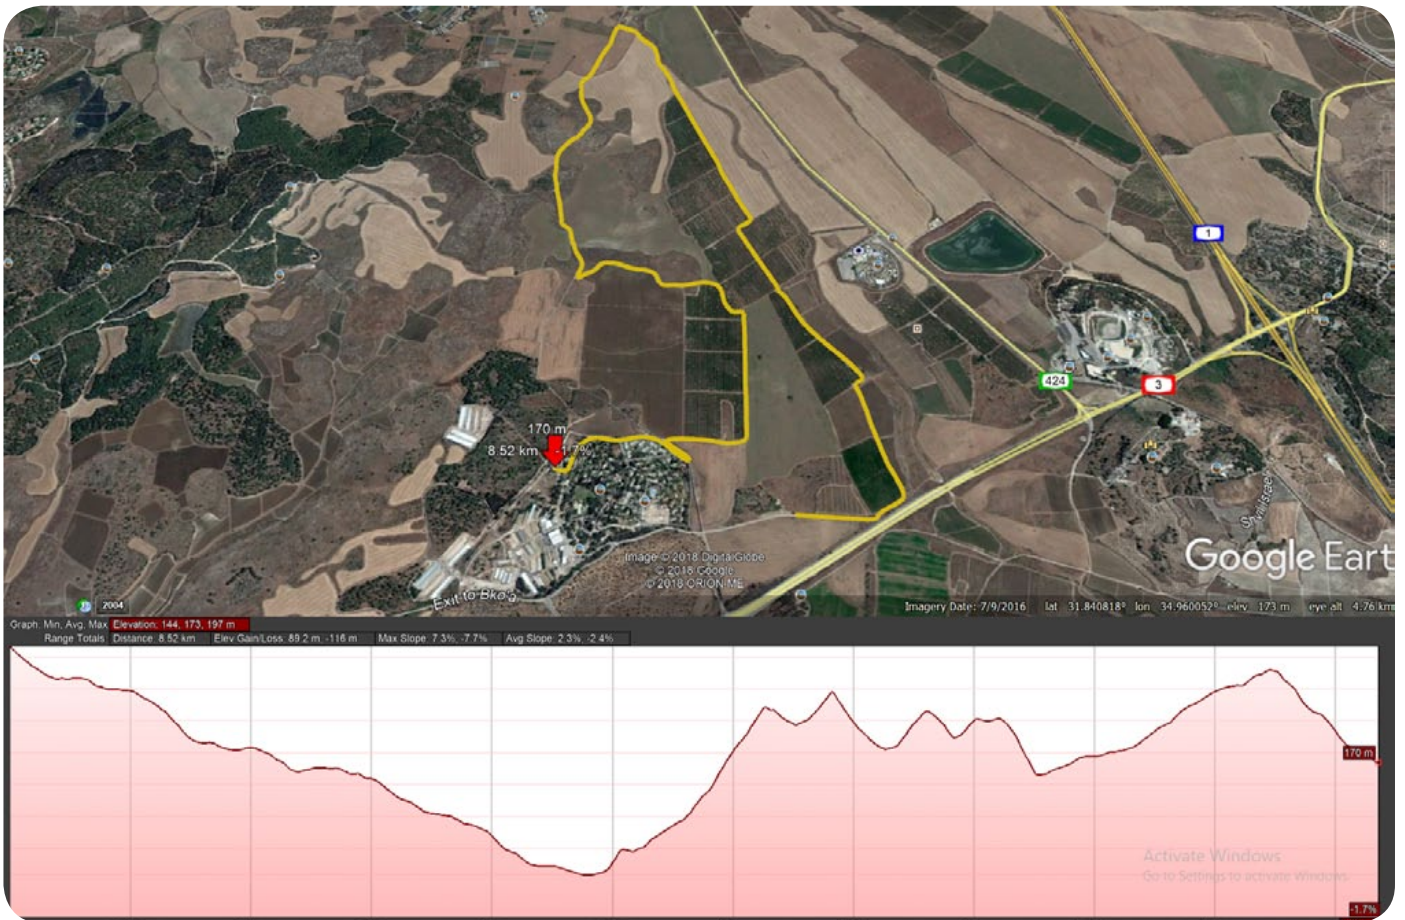 1
424
3
170 m
8.52 km
-1.7%
Image © 2018 DigitalGlobe
© 2018 Google
© 2018 ORION-ME
Google Eart
Exit to Bko'a
2004
Imagery Date: 7/9/2016 lat 31.840818° lon 34.960052° elev 173 m eye alt 4.76 km
Graph: Min, Avg, Max Elevation: 144, 173, 197 m
Range Totals: Distance: 8.52 km Elev Gain/Loss: 89.2 m, -116 m Max Slope: 7.3%, -7.7% Avg Slope: 2.3%, -2.4%
170 m
Activate Windows
Go to Settings to activate Windows.
-1.7%